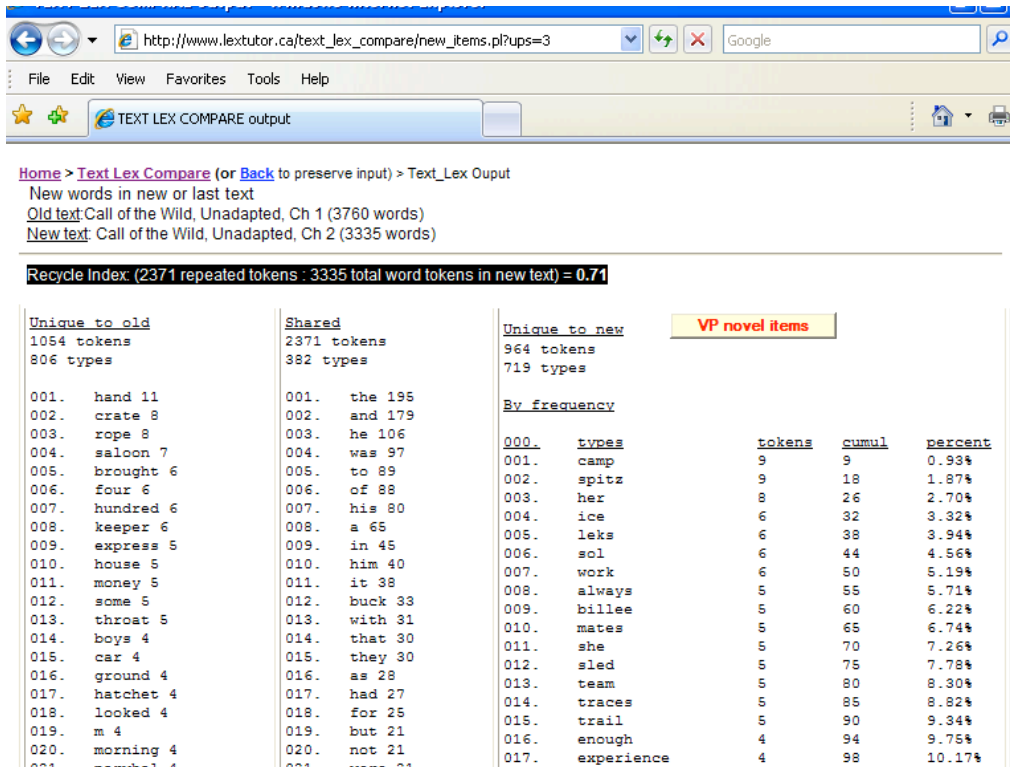 http://www.lextutor.ca/text_lex_compare/new_items.pl?ups=3
Google
File Edit View Favorites Tools Help
TEXT LEX COMPARE output
Home > Text Lex Compare (or Back to preserve input) > Text_Lex Ouput
New words in new or last text
Old text:Call of the Wild, Unadapted, Ch 1 (3760 words)
New text: Call of the Wild, Unadapted, Ch 2 (3335 words)
Recycle Index: (2371 repeated tokens : 3335 total word tokens in new text) = 0.71
Unique to old
1054 tokens
806 types
001. hand 11
002. crate 8
003. rope 8
004. saloon 7
005. brought 6
006. four 6
007. hundred 6
008. keeper 6
009. express 5
010. house 5
011. money 5
012. some 5
013. throat 5
014. boys 4
015. car 4
016. ground 4
017. hatchet 4
018. looked 4
019. m 4
020. morning 4
Shared
2371 tokens
382 types
001. the 195
002. and 179
003. he 106
004. was 97
005. to 89
006. of 88
007. his 80
008. a 65
009. in 45
010. him 40
011. it 38
012. buck 33
013. with 31
014. that 30
015. they 30
016. as 28
017. had 27
018. for 25
019. but 21
020. not 21
Unique to new
VP novel items
964 tokens
719 types
By frequency
000. types tokens cumul percent
001. camp 9 9 0.93%
002. spitz 9 18 1.87%
003. her 8 26 2.70%
004. ice 6 32 3.32%
005. leks 6 38 3.94%
006. sol 6 44 4.56%
007. work 6 50 5.19%
008. always 5 55 5.71%
009. billee 5 60 6.22%
010. mates 5 65 6.74%
011. she 5 70 7.26%
012. sled 5 75 7.78%
013. team 5 80 8.30%
014. traces 5 85 8.82%
015. trail 5 90 9.34%
016. enough 4 94 9.75%
017. experience 4 98 10.17%